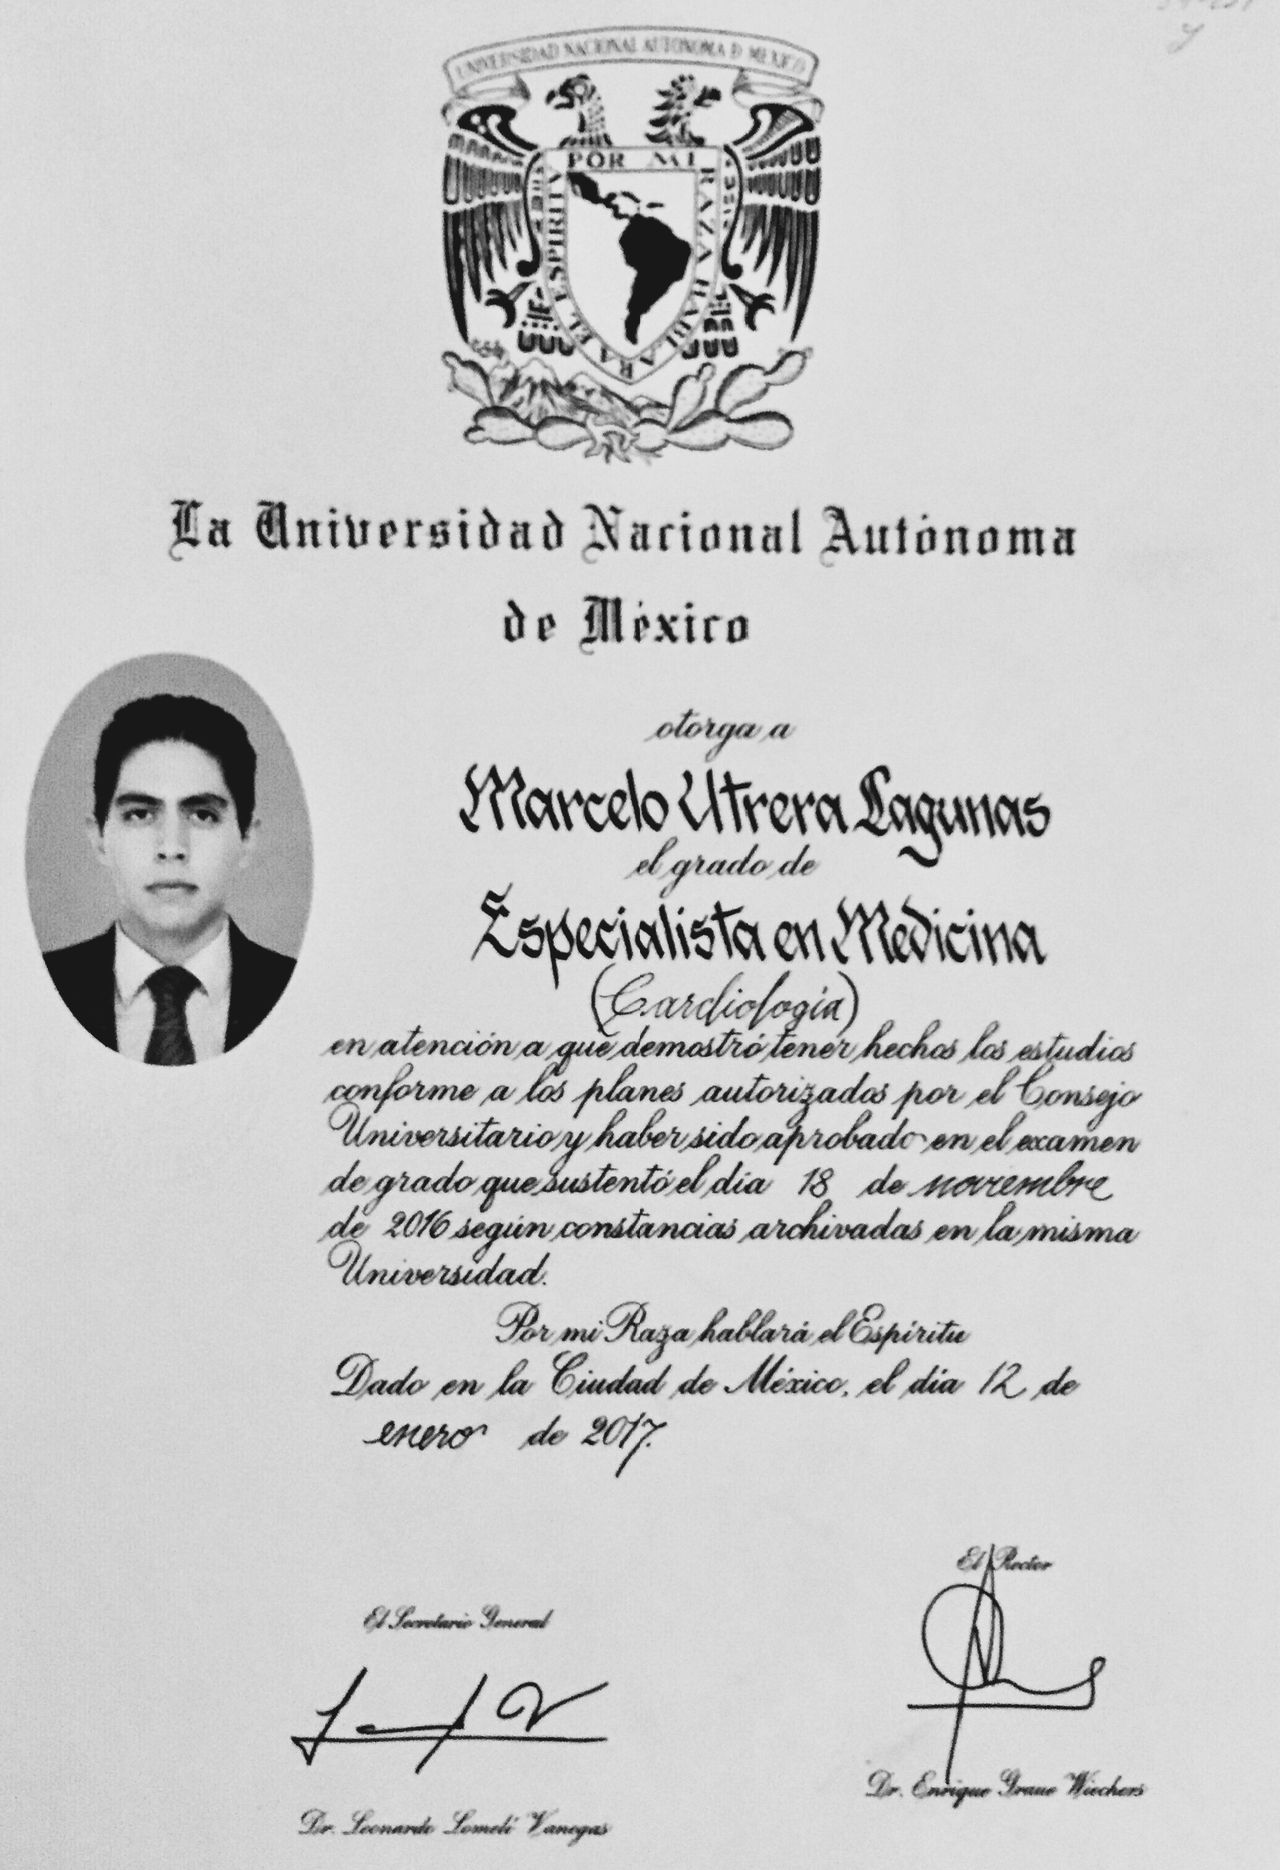 UNIVERSIDAD NACIONAL AUTONOMA D MEXICO
POR MI RAZA HABLARA EL ESPIRITU
La Universidad Nacional Autónoma
de México
otorga a
Marcelo Utrera Lagunas
el grado de
Especialista en Medicina
(Cardiología)
en atención a que demostró tener hechos los estudios
conforme a los planes autorizados por el Consejo
Universitario y haber sido aprobado en el examen
de grado que sustentó el día 18 de noviembre
de 2016 según constancias archivadas en la misma
Universidad.
Por mi Raza hablará el Espíritu
Dado en la Ciudad de México, el día 12 de
enero de 2017.
El Rector
El Secretario General
Dr. Enrique Graue Wiechers
Dr. Leonardo Lomelí Vanegas